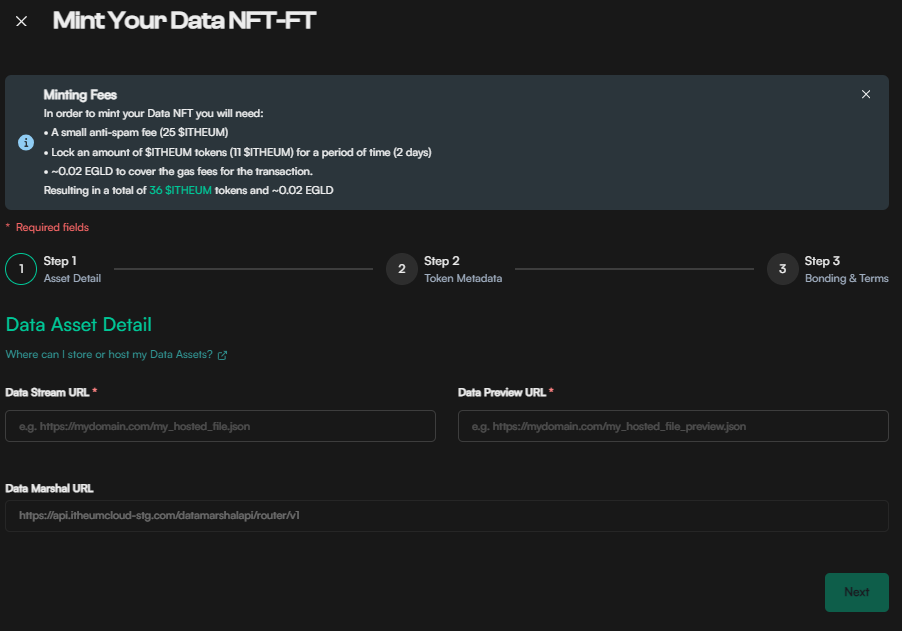 Mint Your Data NFT-FT
Minting Fees
In order to mint your Data NFT you will need:
• A small anti-spam fee (25 $ITHEUM)
• Lock an amount of $ITHEUM tokens (11 $ITHEUM) for a period of time (2 days)
• ~0.02 EGLD to cover the gas fees for the transaction.
Resulting in a total of 36 $ITHEUM tokens and ~0.02 EGLD
* Required fields
1
Step 1
Asset Detail
2
Step 2
Token Metadata
3
Step 3
Bonding & Terms
Data Asset Detail
Where can I store or host my Data Assets?
Data Stream URL *
Data Preview URL *
e.g. https://mydomain.com/my_hosted_file.json
e.g. https://mydomain.com/my_hosted_file_preview.json
Data Marshal URL
https://api.itheumcloud-stg.com/datamarshalapi/router/v1
Next